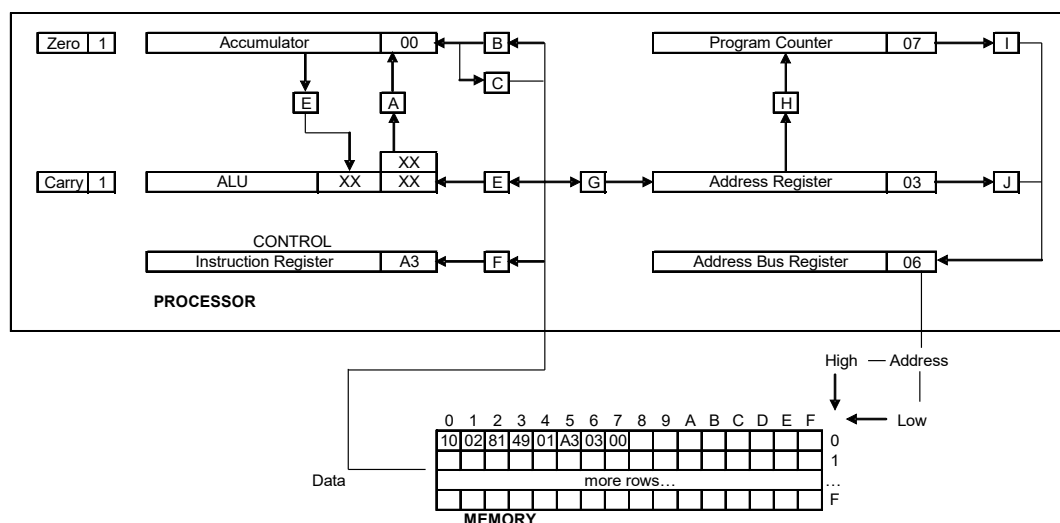 Zero 1 Accumulator 00 B Program Counter 07 I
C
E A H
XX
Carry 1 ALU XX XX E G Address Register 03 J
CONTROL
Instruction Register A3 F Address Bus Register 06
PROCESSOR
High Address
Low
0 1 2 3 4 5 6 7 8 9 A B C D E F
10 02 81 49 01 A3 03 00 0
1
Data more rows… …
F
MEMORY